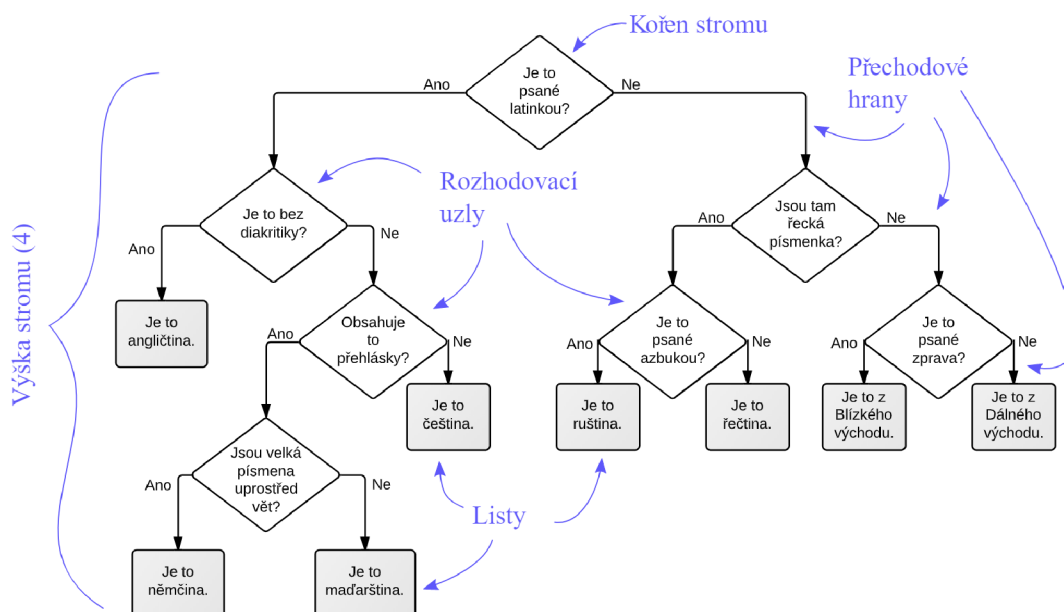 Kořen stromu
Je to
psané
latinkou?
Ano
Ne
Přechodové
hrany
Výška stromu (4)
Rozhodovací
uzly
Je to bez
diakritiky?
Ano
Ne
Jsou tam
řecká
písmenka?
Ano
Ne
Je to
angličtina.
Obsahuje
to
přehlásky?
Ano
Ne
Je to
psané
azbukou?
Ano
Ne
Je to
psané
zprava?
Ano
Ne
Je to
čeština.
Je to
ruština.
Je to
řečtina.
Je to z
Blízkého
východu.
Je to z
Dálného
východu.
Jsou velká
písmena
uprostřed
vět?
Ano
Ne
Listy
Je to
němčina.
Je to
maďarština.